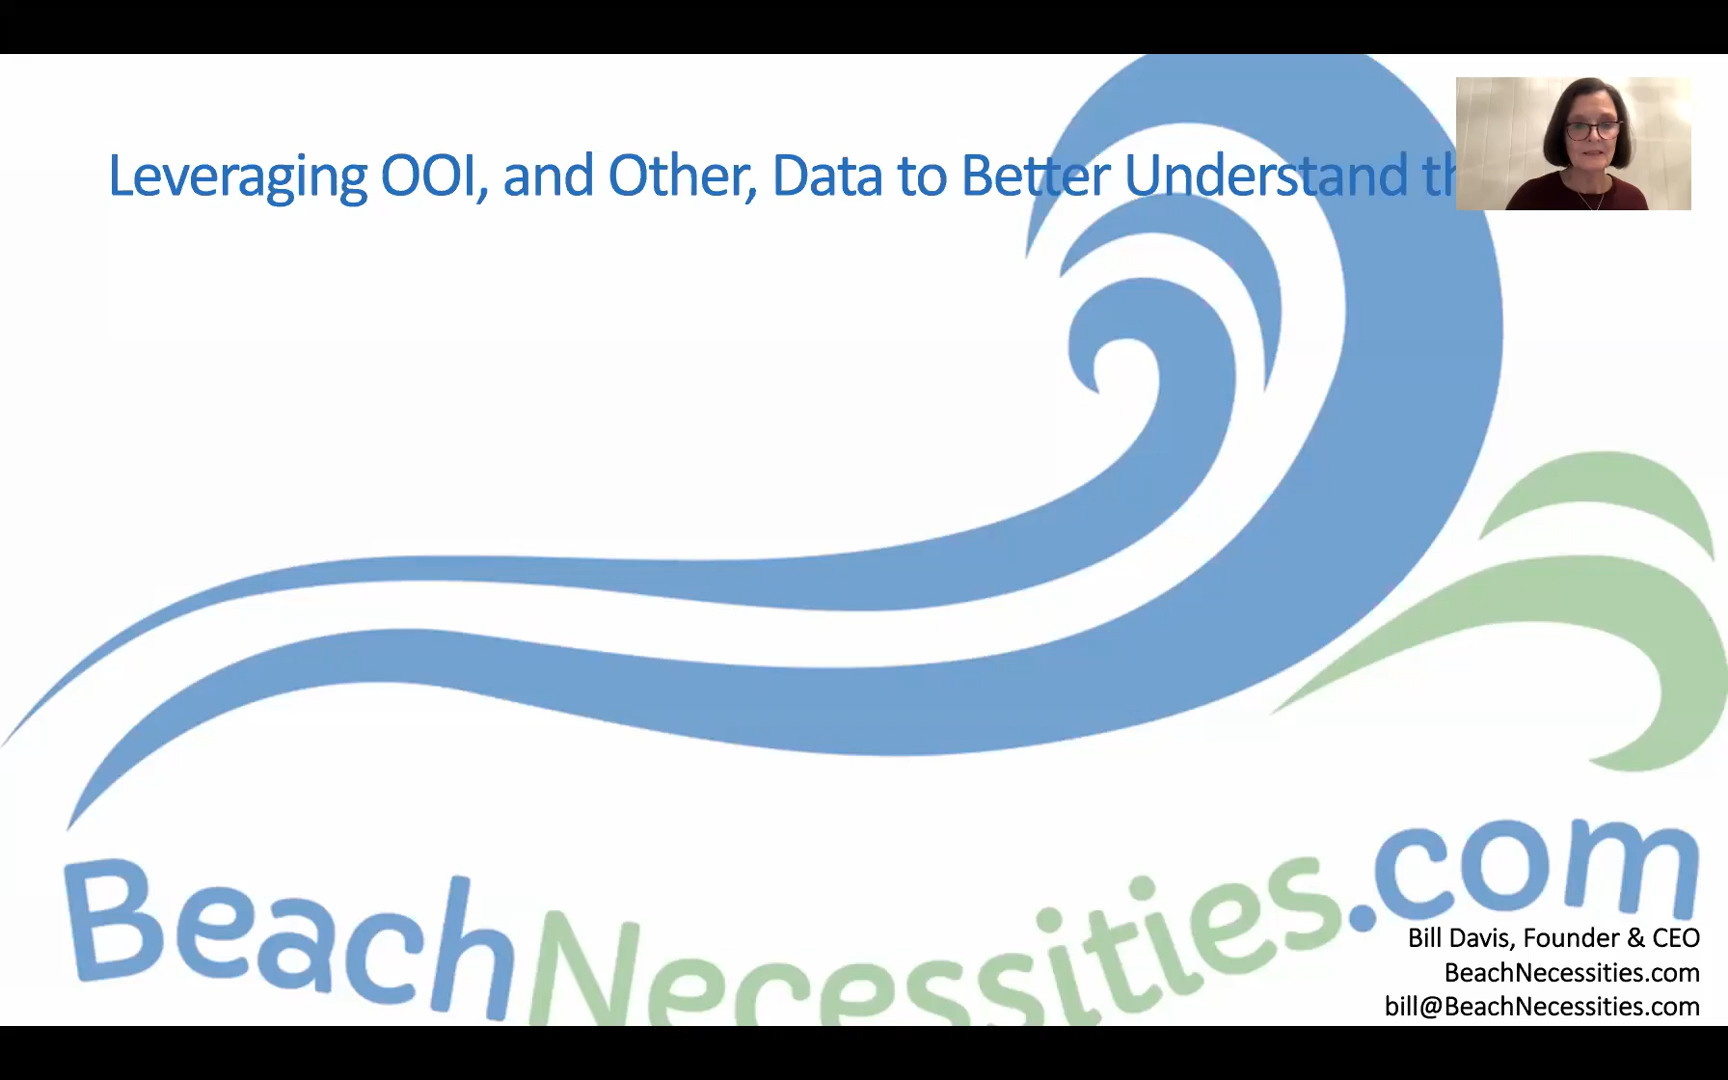 Leveraging OOI, and Other, Data to Better Understand
BeachNecessities.com
Bill Davis, Founder & CEO
BeachNecessities.com
bill@BeachNecessities.com